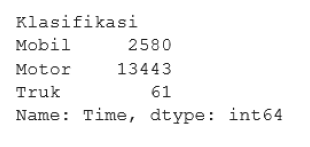 Klasifikasi
Mobil 2580
Motor 13443
Truk 61
Name: Time, dtype: int64